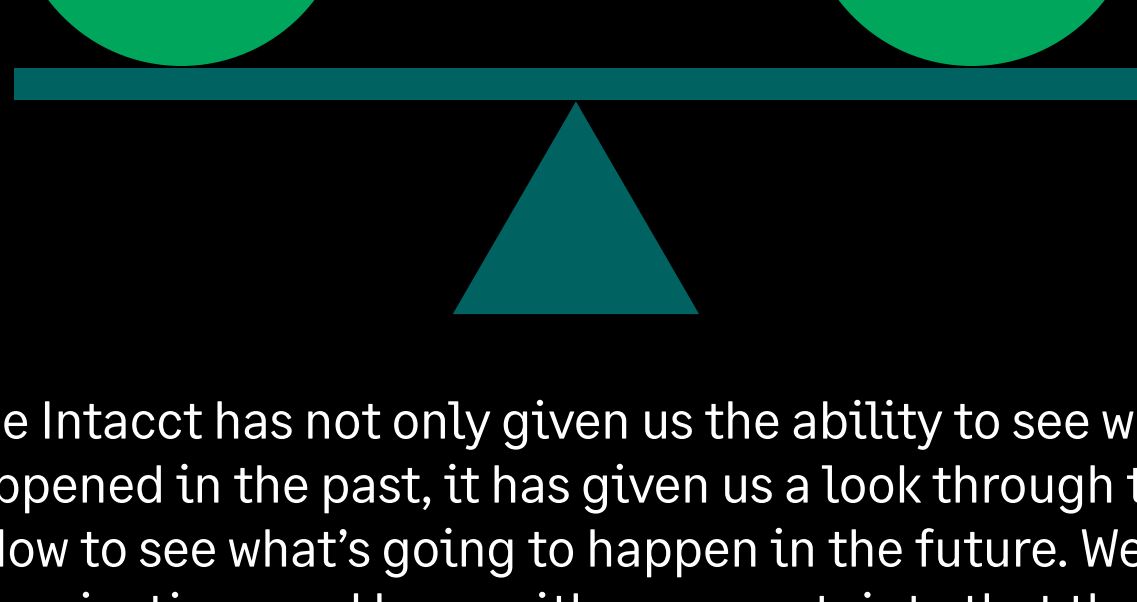 e Intacct has not only given us the ability to see w
ppened in the past, it has given us a look through t
low to see what’s going to happen in the future. We